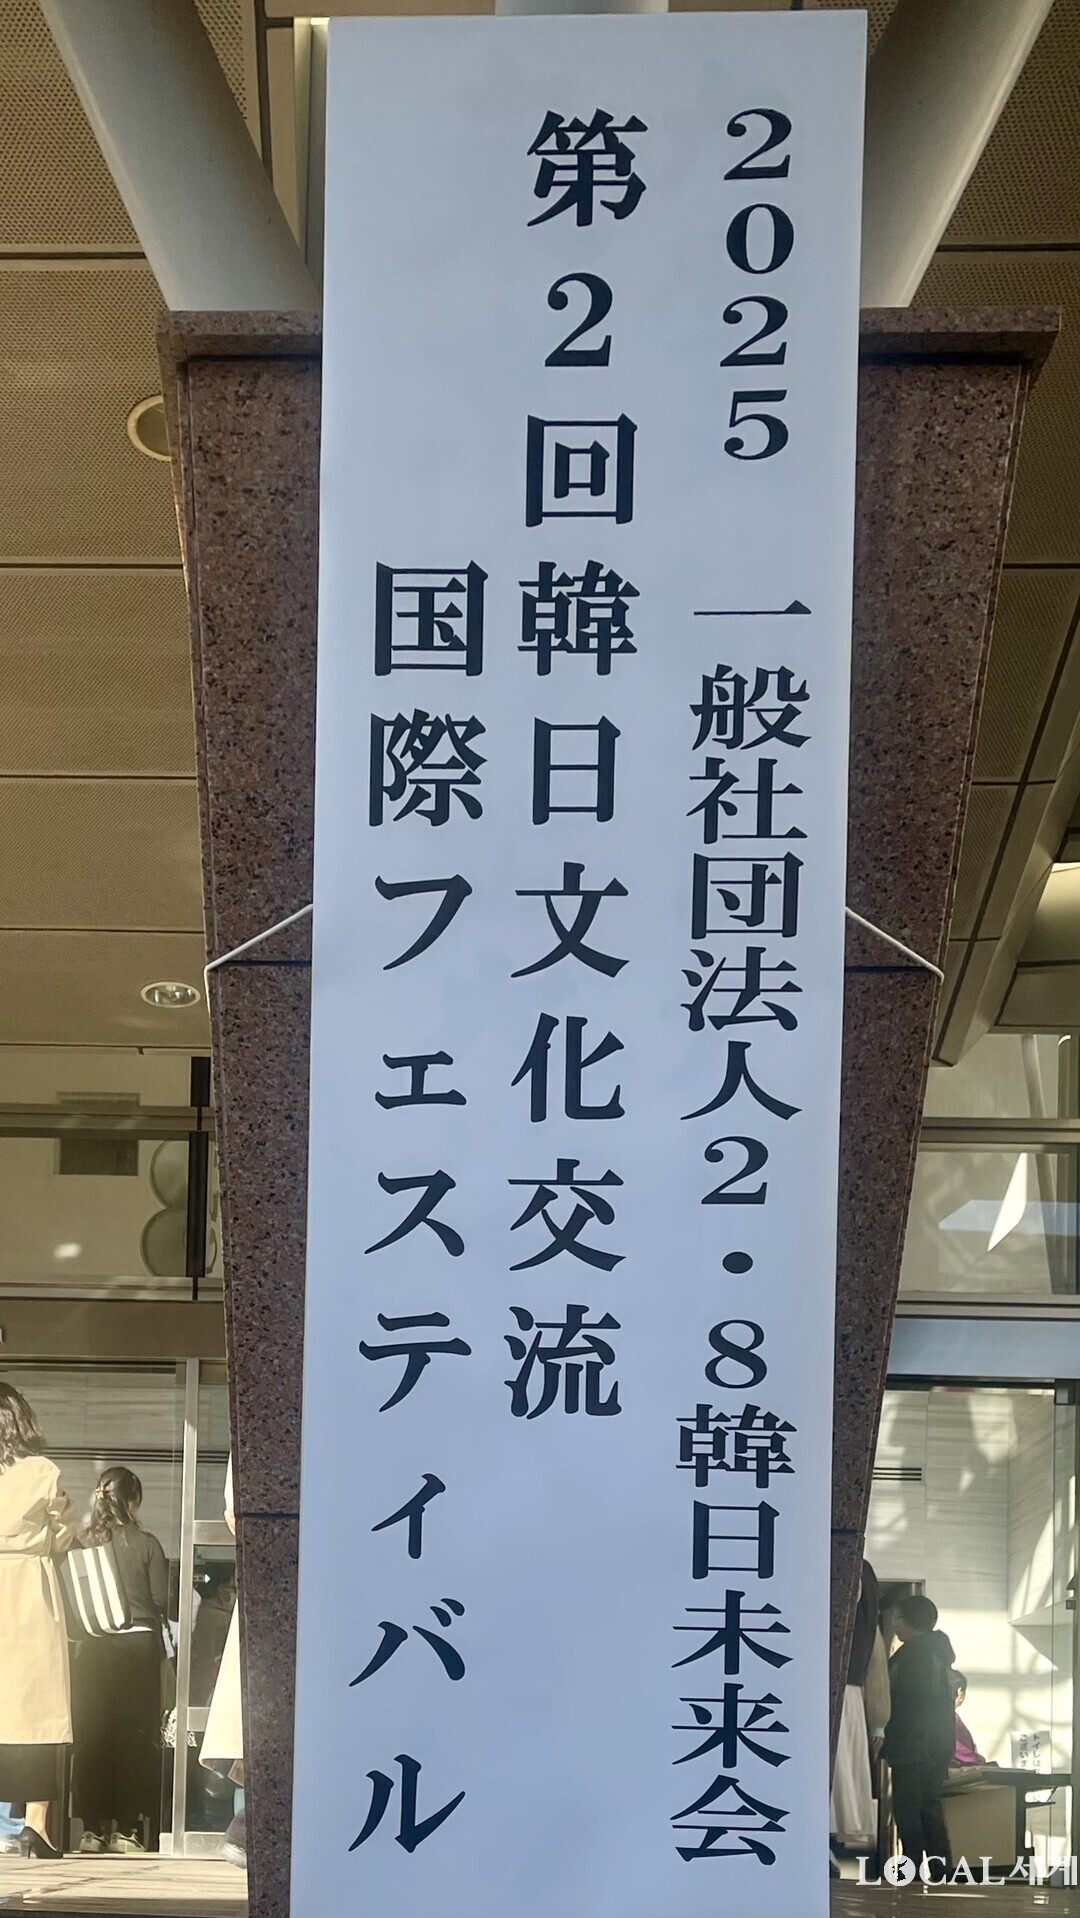 2025 一般社団法人2・8韓日未来会
第2回韓日文化交流
国際フェスティバル
LOCAL세계